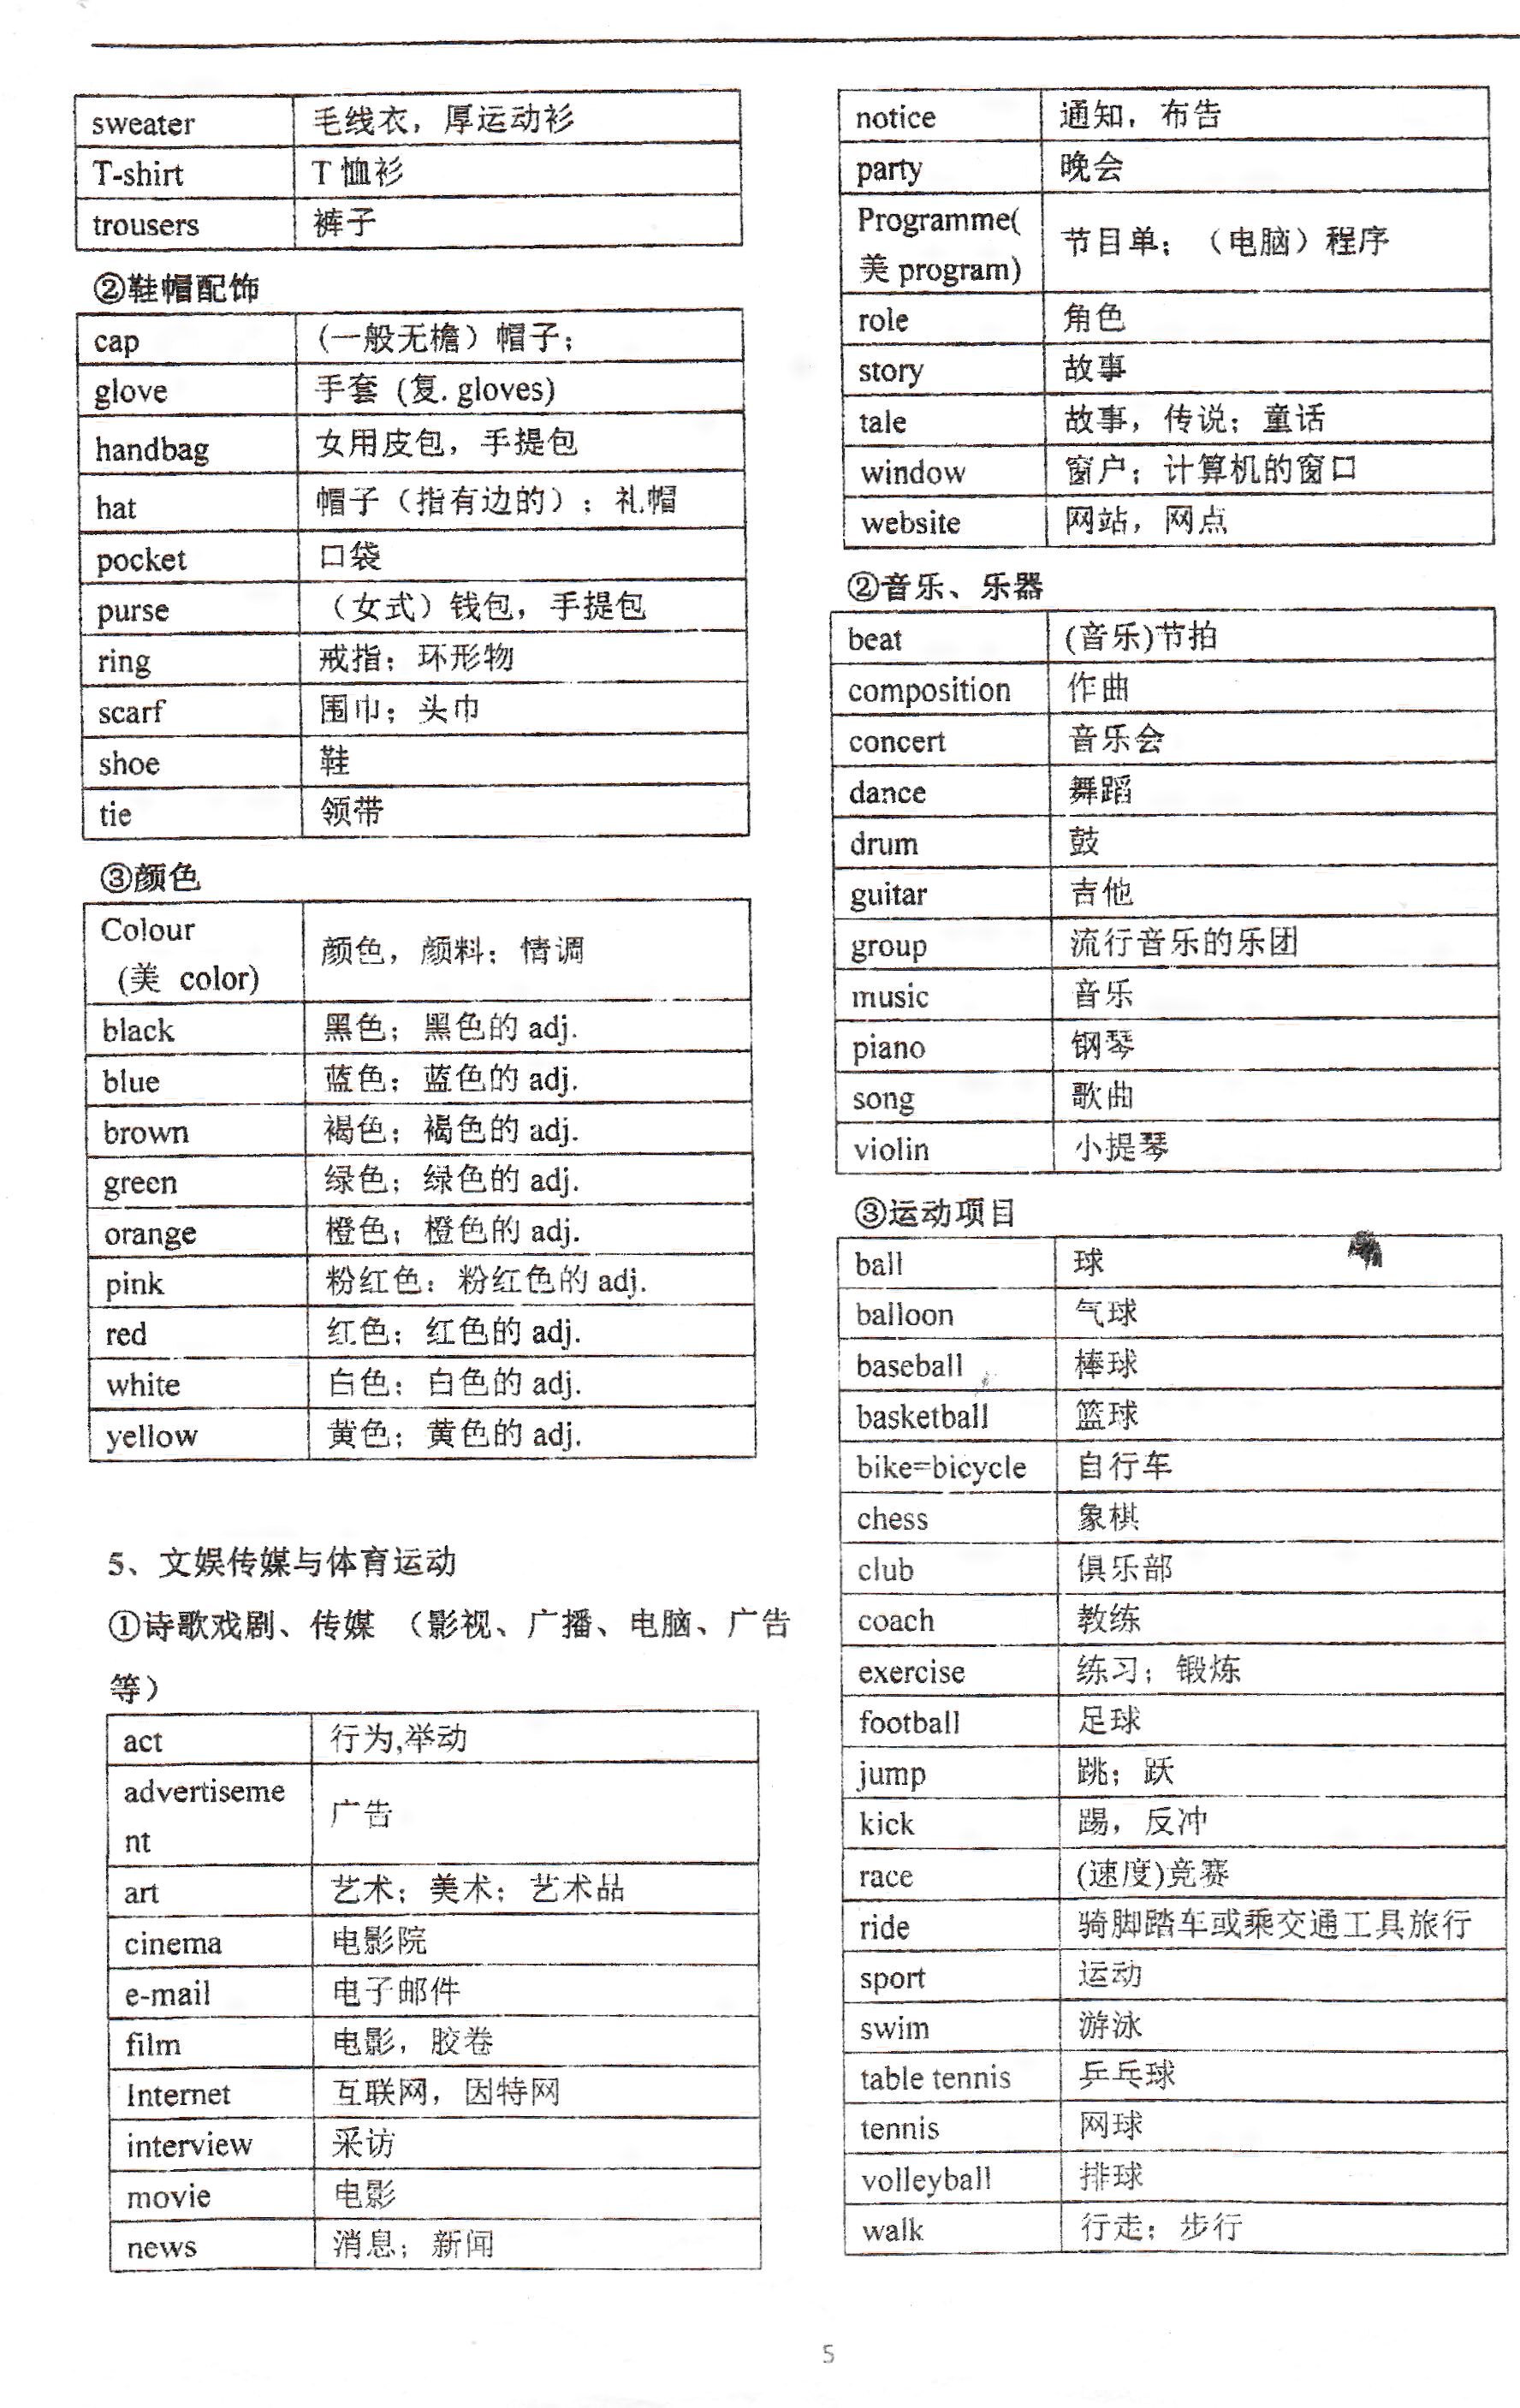 sweater 毛线衣，厚运动衫
T-shirt T 恤衫
trousers 裤子
②鞋帽配饰
cap (一般无檐）帽子；
glove 手套 (复. gloves)
handbag 女用皮包，手提包
hat 帽子（指有边的）；礼帽
pocket 口袋
purse （女式）钱包，手提包
ring 戒指；环形物
scarf 围巾；头巾
shoe 鞋
tie 领带
③颜色
Colour
(美 color) 颜色，颜料；情调
black 黑色；黑色的 adj.
blue 蓝色；蓝色的 adj.
brown 褐色；褐色的 adj.
green 绿色；绿色的 adj.
orange 橙色；橙色的 adj.
pink 粉红色：粉红色的 adj.
red 红色；红色的 adj.
white 白色；白色的 adj.
yellow 黄色；黄色的 adj.
5、文娱传媒与体育运动
①诗歌戏剧、传媒 （影视、广播、电脑、广告
等）
act 行为,举动
advertiseme
nt 广告
art 艺术；美术；艺术品
cinema 电影院
e-mail 电子邮件
film 电影，胶卷
Internet 互联网，因特网
interview 采访
movie 电影
news 消息；新闻
notice 通知，布告
party 晚会
Programme(
美 program) 节目单；（电脑）程序
role 角色
story 故事
tale 故事，传说；童话
window 窗户；计算机的窗口
website 网站，网点
②音乐、乐器
beat (音乐)节拍
composition 作曲
concert 音乐会
dance 舞蹈
drum 鼓
guitar 吉他
group 流行音乐的乐团
music 音乐
piano 钢琴
song 歌曲
violin 小提琴
③运动项目
ball 球
balloon 气球
baseball 棒球
basketball 篮球
bike=bicycle 自行车
chess 象棋
club 俱乐部
coach 教练
exercise 练习；锻炼
football 足球
jump 跳；跃
kick 踢，反冲
race (速度)竞赛
ride 骑脚踏车或乘交通工具旅行
sport 运动
swim 游泳
table tennis 乒乓球
tennis 网球
volleyball 排球
walk 行走；步行
5